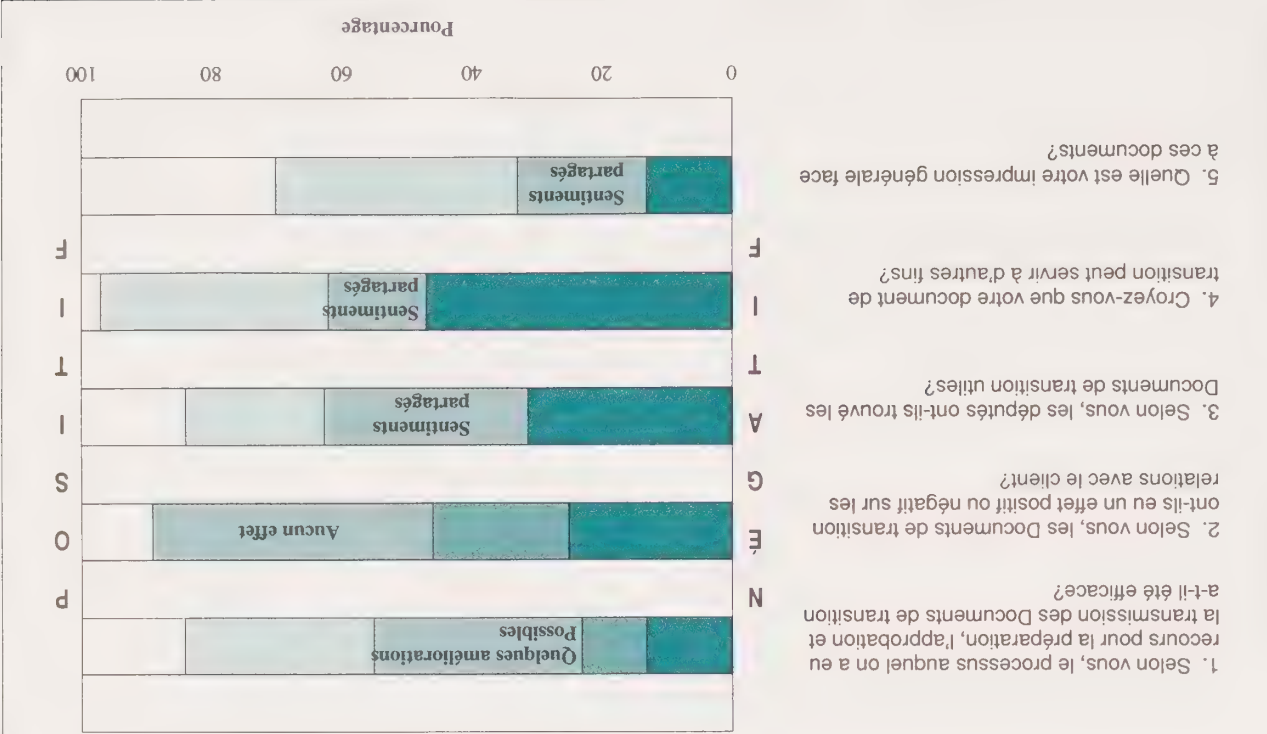 1. Selon vous, le processus auquel on a eu
recours pour la préparation, l'approbation et
la transmission des Documents de transition
a-t-il été efficace?
2. Selon vous, les Documents de transition
ont-ils eu un effet positif ou négatif sur les
relations avec le client?
3. Selon vous, les députés ont-ils trouvé les
Documents de transition utiles?
4. Croyez-vous que votre document de
transition peut servir à d'autres fins?
5. Quelle est votre impression générale face
à ces documents?
N
É
G
A
T
I
F
Quelques améliorations
Possibles
Aucun effet
Sentiments
partagés
Sentiments
partagés
Sentiments
partagés
P
O
S
I
T
I
F
0 20 40 60 80 100
Pourcentage